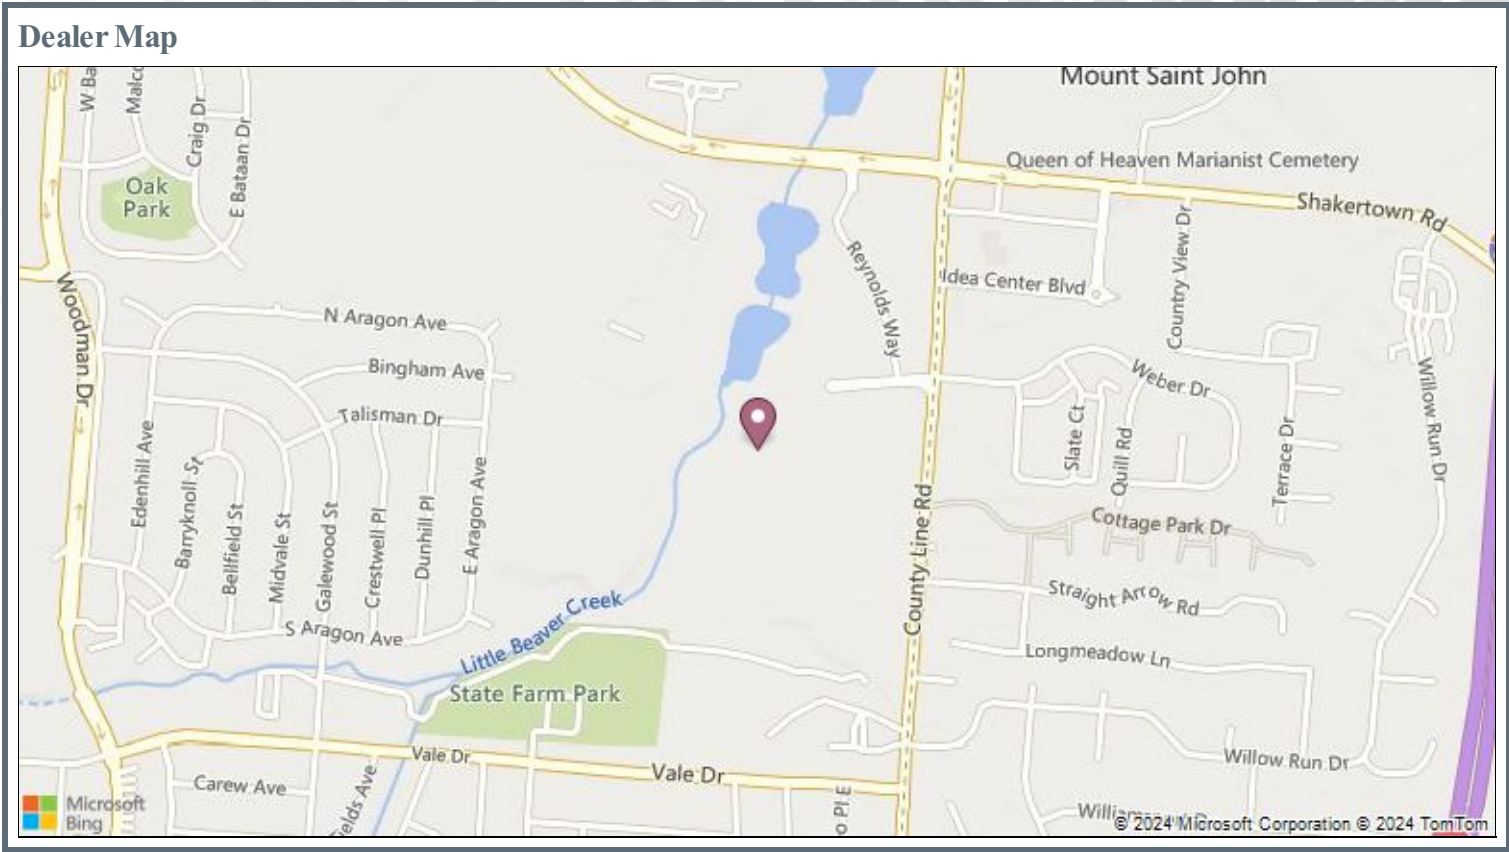 Dealer Map
Mount Saint John
W Ba
Malco
Craig Dr
E Bataan Dr
Oak
Park
Queen of Heaven Marianist Cemetery
Shakertown Rd
Country View Dr
Reynolds Way
Idea Center Blvd
Woodman Dr
N Aragon Ave
Bingham Ave
Talisman Dr
Weber Dr
Willow Run Dr
Slate Ct
Quill Rd
Terrace Dr
Edenhill Ave
Barryknoll St
Bellfield St
Midvale St
Galewood St
Crestwell Pl
Dunhill Pl
E Aragon Ave
County Line Rd
Cottage Park Dr
Straight Arrow Rd
Little Beaver Creek
S Aragon Ave
Longmeadow Ln
State Farm Park
Vale Dr
Vale Dr
Willow Run Dr
Carew Ave
ields Ave
o Pl E
Microsoft
Bing
© 2024 Microsoft Corporation © 2024 TomTom